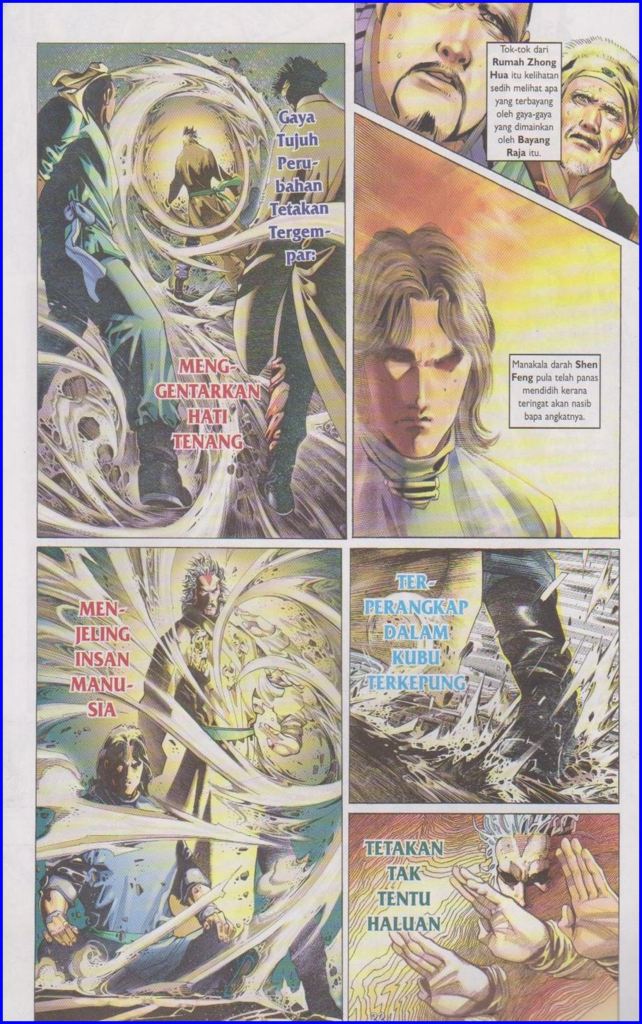 Gaya
Tujuh
Peru-
bahan
Tetakan
Tergem-
par:
MENG-
GENTARKAN
HATI
TENANG
Tok-tok dari
Rumah Zhong
Hua itu kelihatan
sedih melihat apa
yang terbayang
oleh gaya-gaya
yang dimainkan
oleh Bayang
Raja itu.
Manakala darah Shen
Feng pula telah panas
mendidih kerana
teringat akan nasib
bapa angkatnya.
MEN-
JELING
INSAN
MANU-
SIA
TER-
PERANGKAP
DALAM
KUBU
TERKEPUNG
TETAKAN
TAK
TENTU
HALUAN